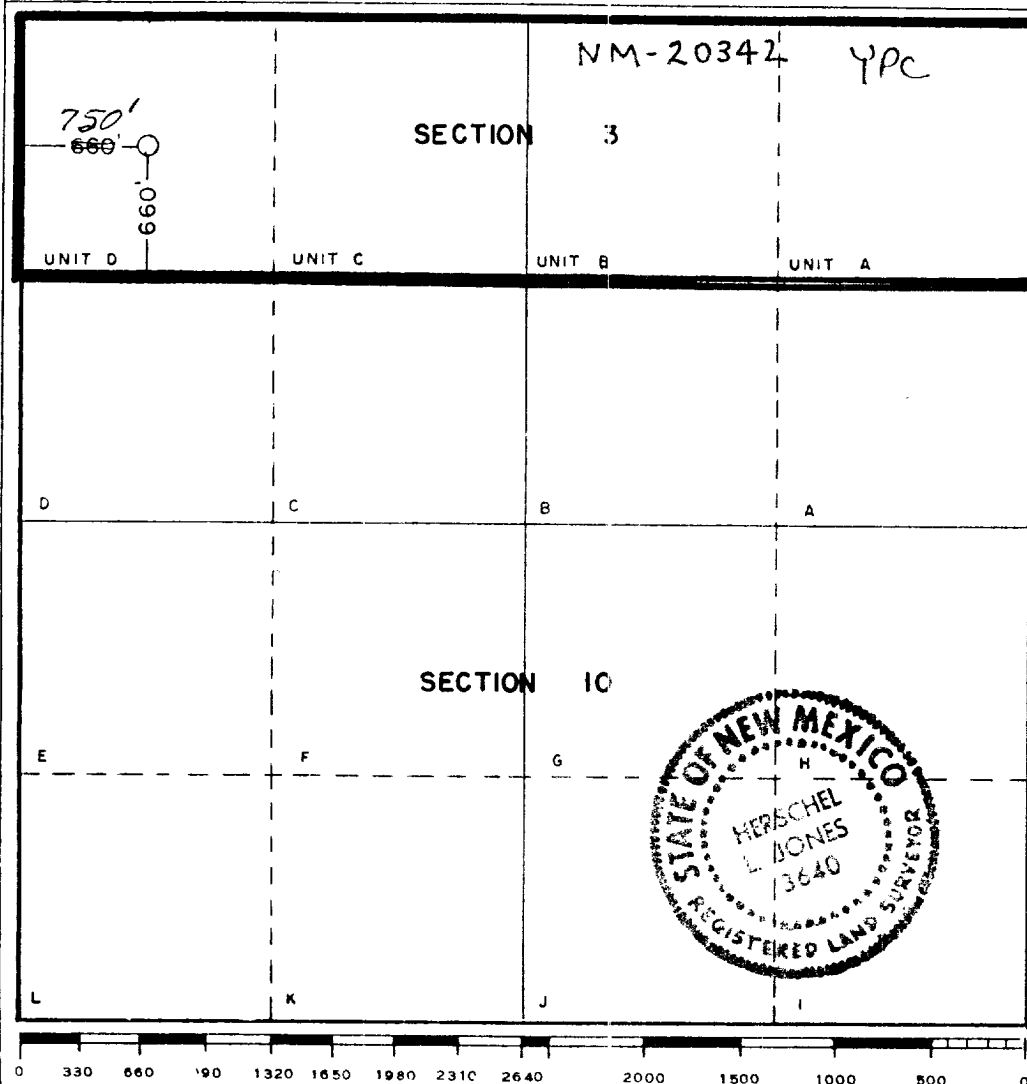 NM-20342 YPC
750'
660'
SECTION 3
660'
UNIT D UNIT C UNIT B UNIT A
D C B A
SECTION 10
E F G H
STATE OF NEW MEXICO
HERSCHEL
L. JONES
3640
REGISTERED LAND SURVEYOR
L K J I
0 330 660 '90 1320 1650 1980 2310 2640 2000 1500 1000 500 0